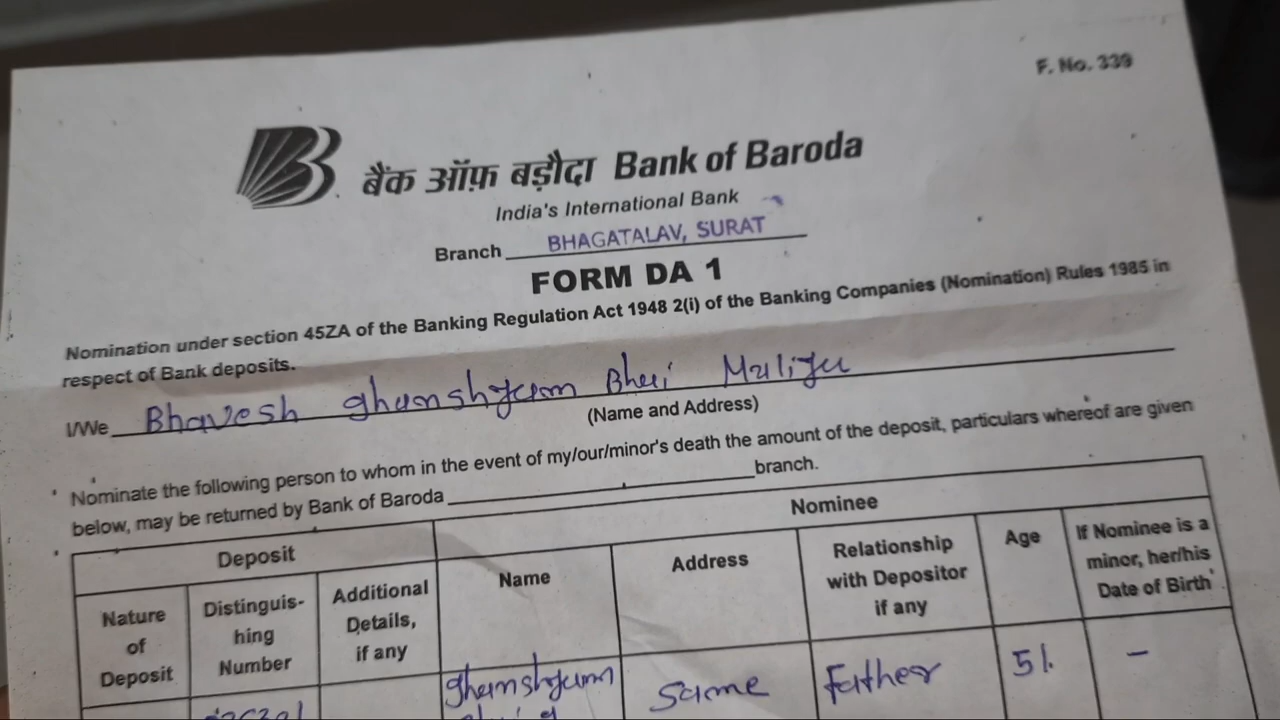 F. No. 339
बैंक ऑफ़ बड़ौदा Bank of Baroda
India's International Bank
Branch BHAGATALAV, SURAT
FORM DA 1
Nomination under section 45ZA of the Banking Regulation Act 1948 2(i) of the Banking Companies (Nomination) Rules 1985 in
respect of Bank deposits.
I/We Bhavesh ghanshyam Bhai
(Name and Address)
Nominate the following person to whom in the event of my/our/minor's death the amount of the deposit, particulars whereof are given
below, may be returned by Bank of Baroda branch.
Deposit
Nominee
Nature of Deposit
Distinguis-hing Number
Additional Details, if any
Name
Address
Relationship with Depositor if any
Age
If Nominee is a minor, her/his Date of Birth
ghanshyam
Same
Father
51.
–